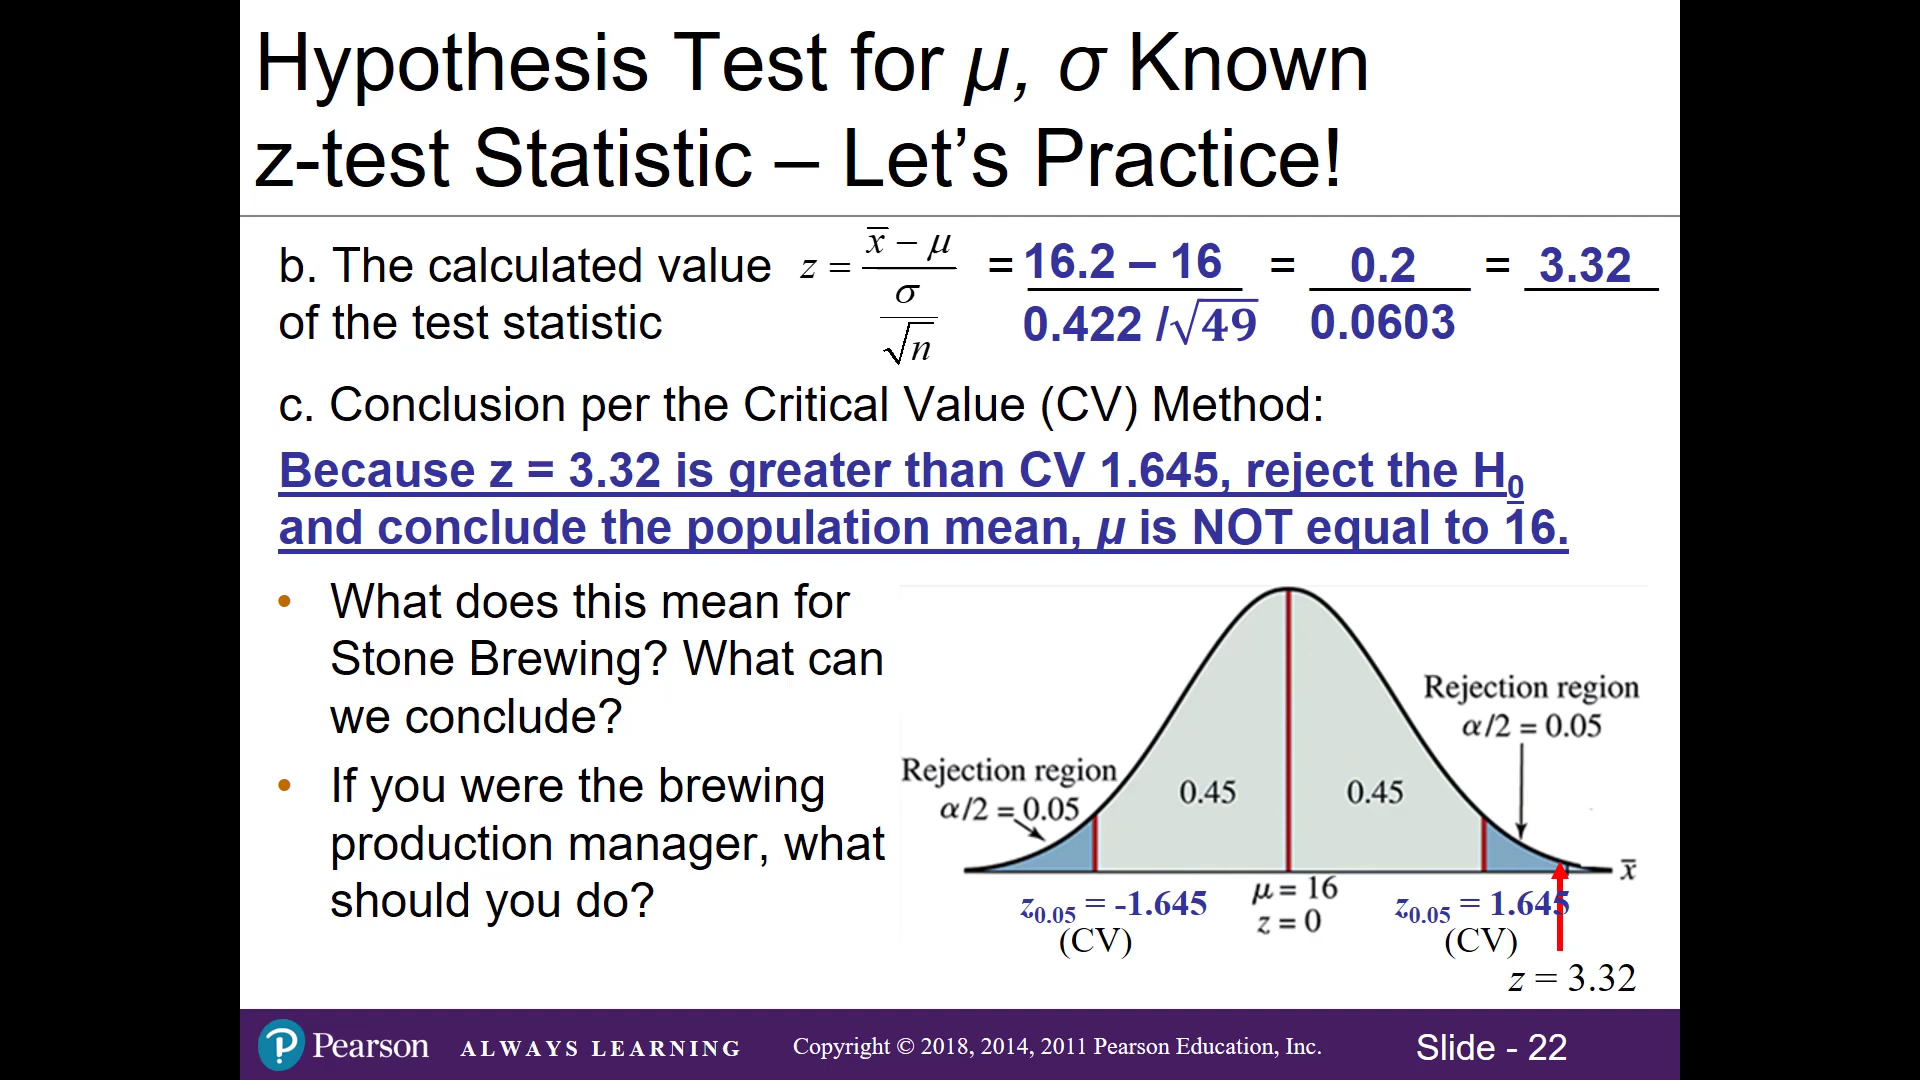 Hypothesis Test for μ, σ Known
z-test Statistic – Let’s Practice!
b. The calculated value of the test statistic
z = (x̄ – μ) / (σ / √n) = (16.2 – 16) / (0.422 /√49) = 0.2 / 0.0603 = 3.32
c. Conclusion per the Critical Value (CV) Method:
Because z = 3.32 is greater than CV 1.645, reject the H₀
and conclude the population mean, μ is NOT equal to 16.
• What does this mean for
Stone Brewing? What can
we conclude?
• If you were the brewing
production manager, what
should you do?
Rejection region
α/2 = 0.05
0.45
0.45
Rejection region
α/2 = 0.05
x̄
z0.05 = -1.645
(CV)
μ = 16
z = 0
z0.05 = 1.645
(CV)
z = 3.32
P Pearson
ALWAYS LEARNING
Copyright © 2018, 2014, 2011 Pearson Education, Inc.
Slide - 22